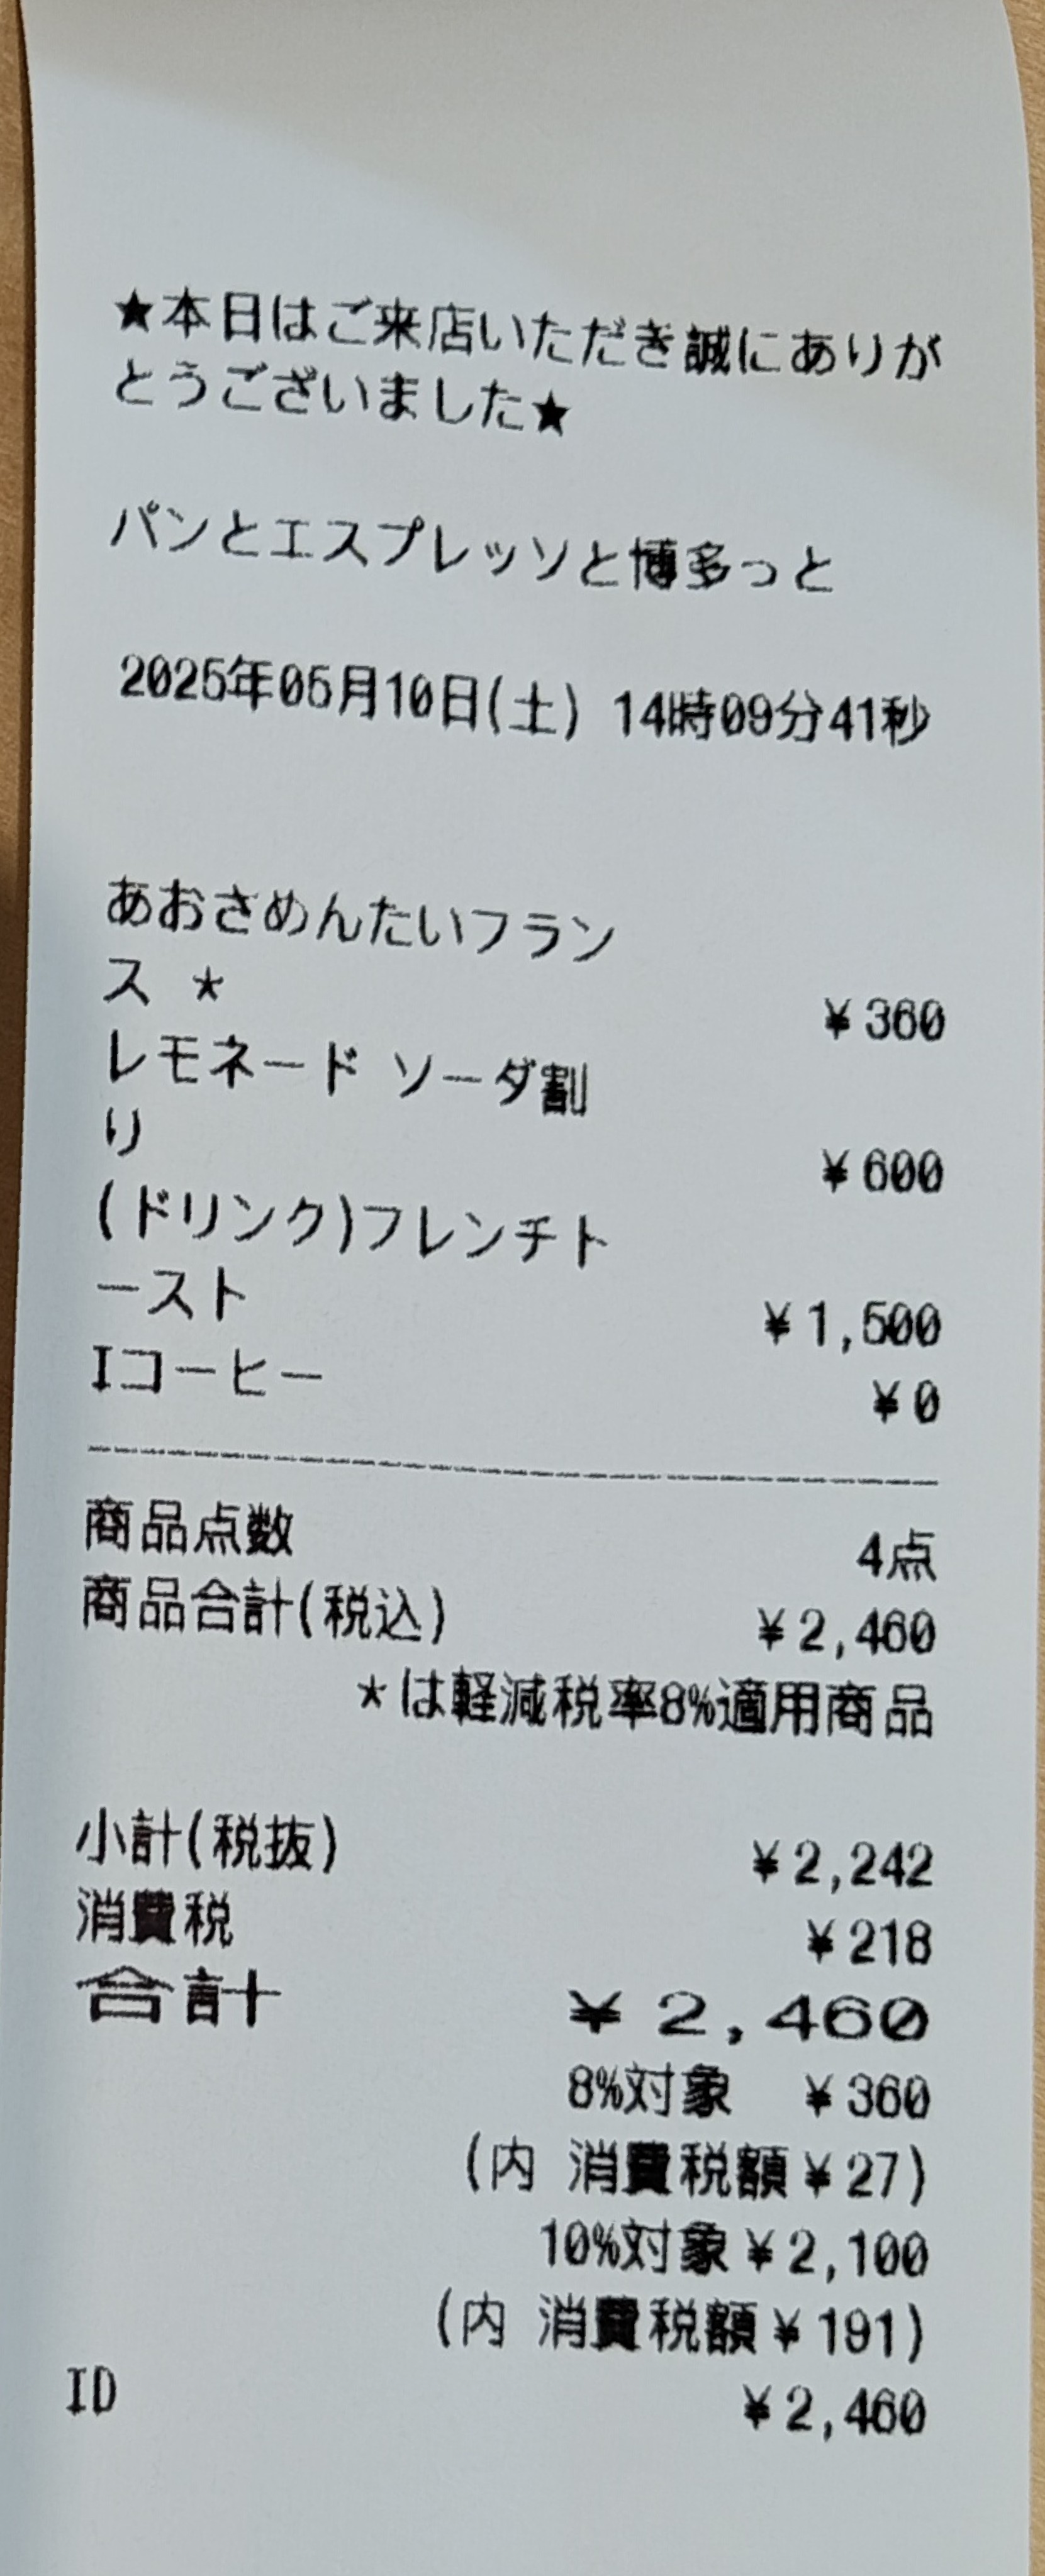 ★本日はご来店いただき誠にありが
とうございました★
パンとエスプレッソと博多っと
2025年05月10日(土) 14時09分41秒
あおさめんたいフラン
ス *
¥360
レモネード ソーダ割
り
¥600
(ドリンク)フレンチト
ースト
¥1,500
Iコーヒー ¥0
商品点数 4点
商品合計(税込) ¥2,460
*は軽減税率8%適用商品
小計(税抜) ¥2,242
消費税 ¥218
合計 ¥2,460
8%対象 ¥360
(内 消費税額¥27)
10%対象¥2,100
(内 消費税額¥191)
ID ¥2,460